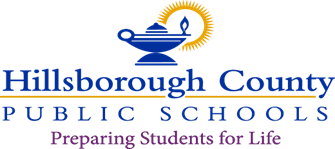 Hillsborough County
PUBLIC SCHOOLS
Preparing Students for Life